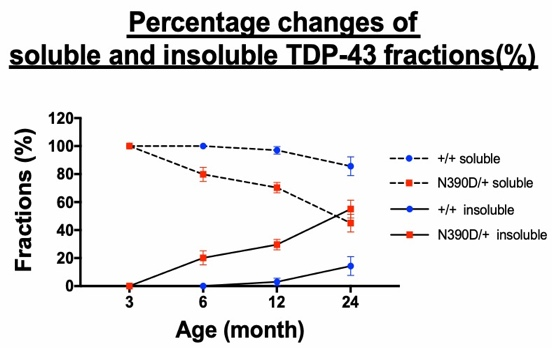 Percentage changes of
soluble and insoluble TDP-43 fractions(%)
Fractions (%)
120
100
80
60
40
20
0
3 6 12 24
Age (month)
+/+ soluble
N390D/+ soluble
+/+ insoluble
N390D/+ insoluble